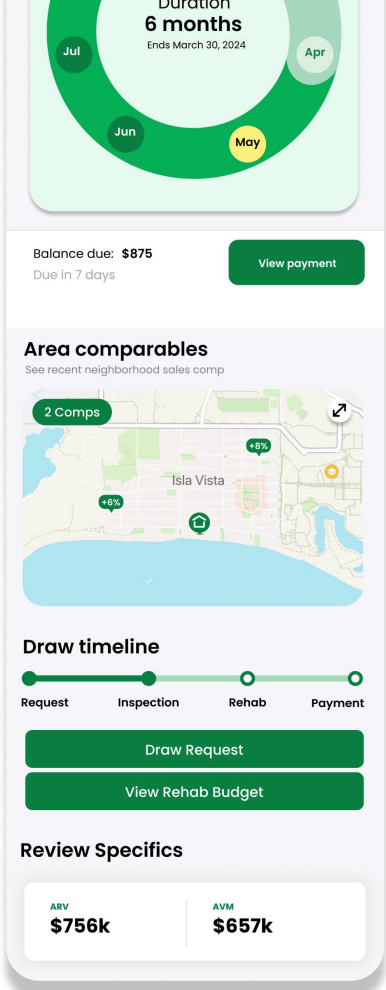 Duration
6 months
Ends March 30, 2024
Jul
Apr
Jun
May
Balance due: $875
Due in 7 days
View payment
Area comparables
See recent neighborhood sales comp
2 Comps
+8%
Isla Vista
+6%
Draw timeline
Request
Inspection
Rehab
Payment
Draw Request
View Rehab Budget
Review Specifics
ARV
AVM
$756k
$657k